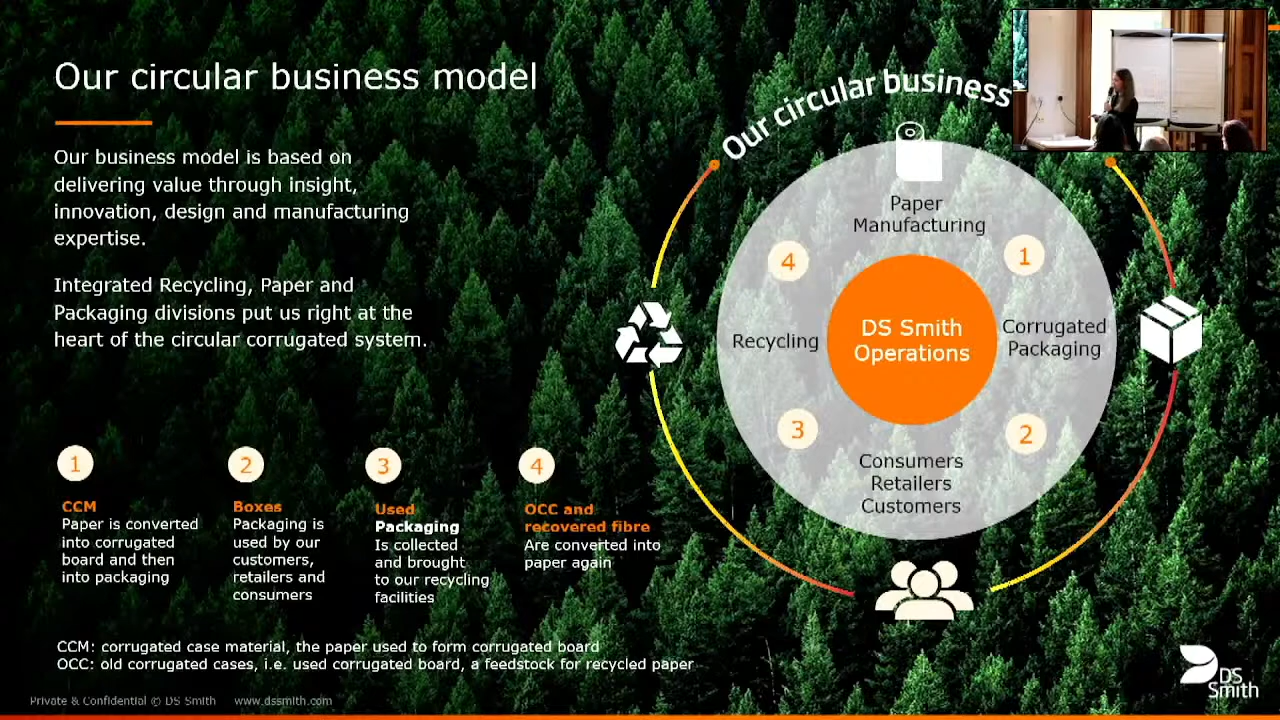 Our circular business model
Our business model is based on
delivering value through insight,
innovation, design and manufacturing
expertise.
Integrated Recycling, Paper and
Packaging divisions put us right at the
heart of the circular corrugated system.
1
CCM
Paper is converted
into corrugated
board and then
into packaging
2
Boxes
Packaging is
used by our
customers,
retailers and
consumers
3
Used
Packaging
Is collected
and brought
to our recycling
facilities
4
OCC and
recovered fibre
Are converted into
paper again
CCM: corrugated case material, the paper used to form corrugated board
OCC: old corrugated cases, i.e. used corrugated board, a feedstock for recycled paper
Private & Confidential © DS Smith www.dssmith.com
Our circular business
Paper
Manufacturing
4
1
Recycling
DS Smith
Operations
Corrugated
Packaging
3
2
Consumers
Retailers
Customers
DS
Smith